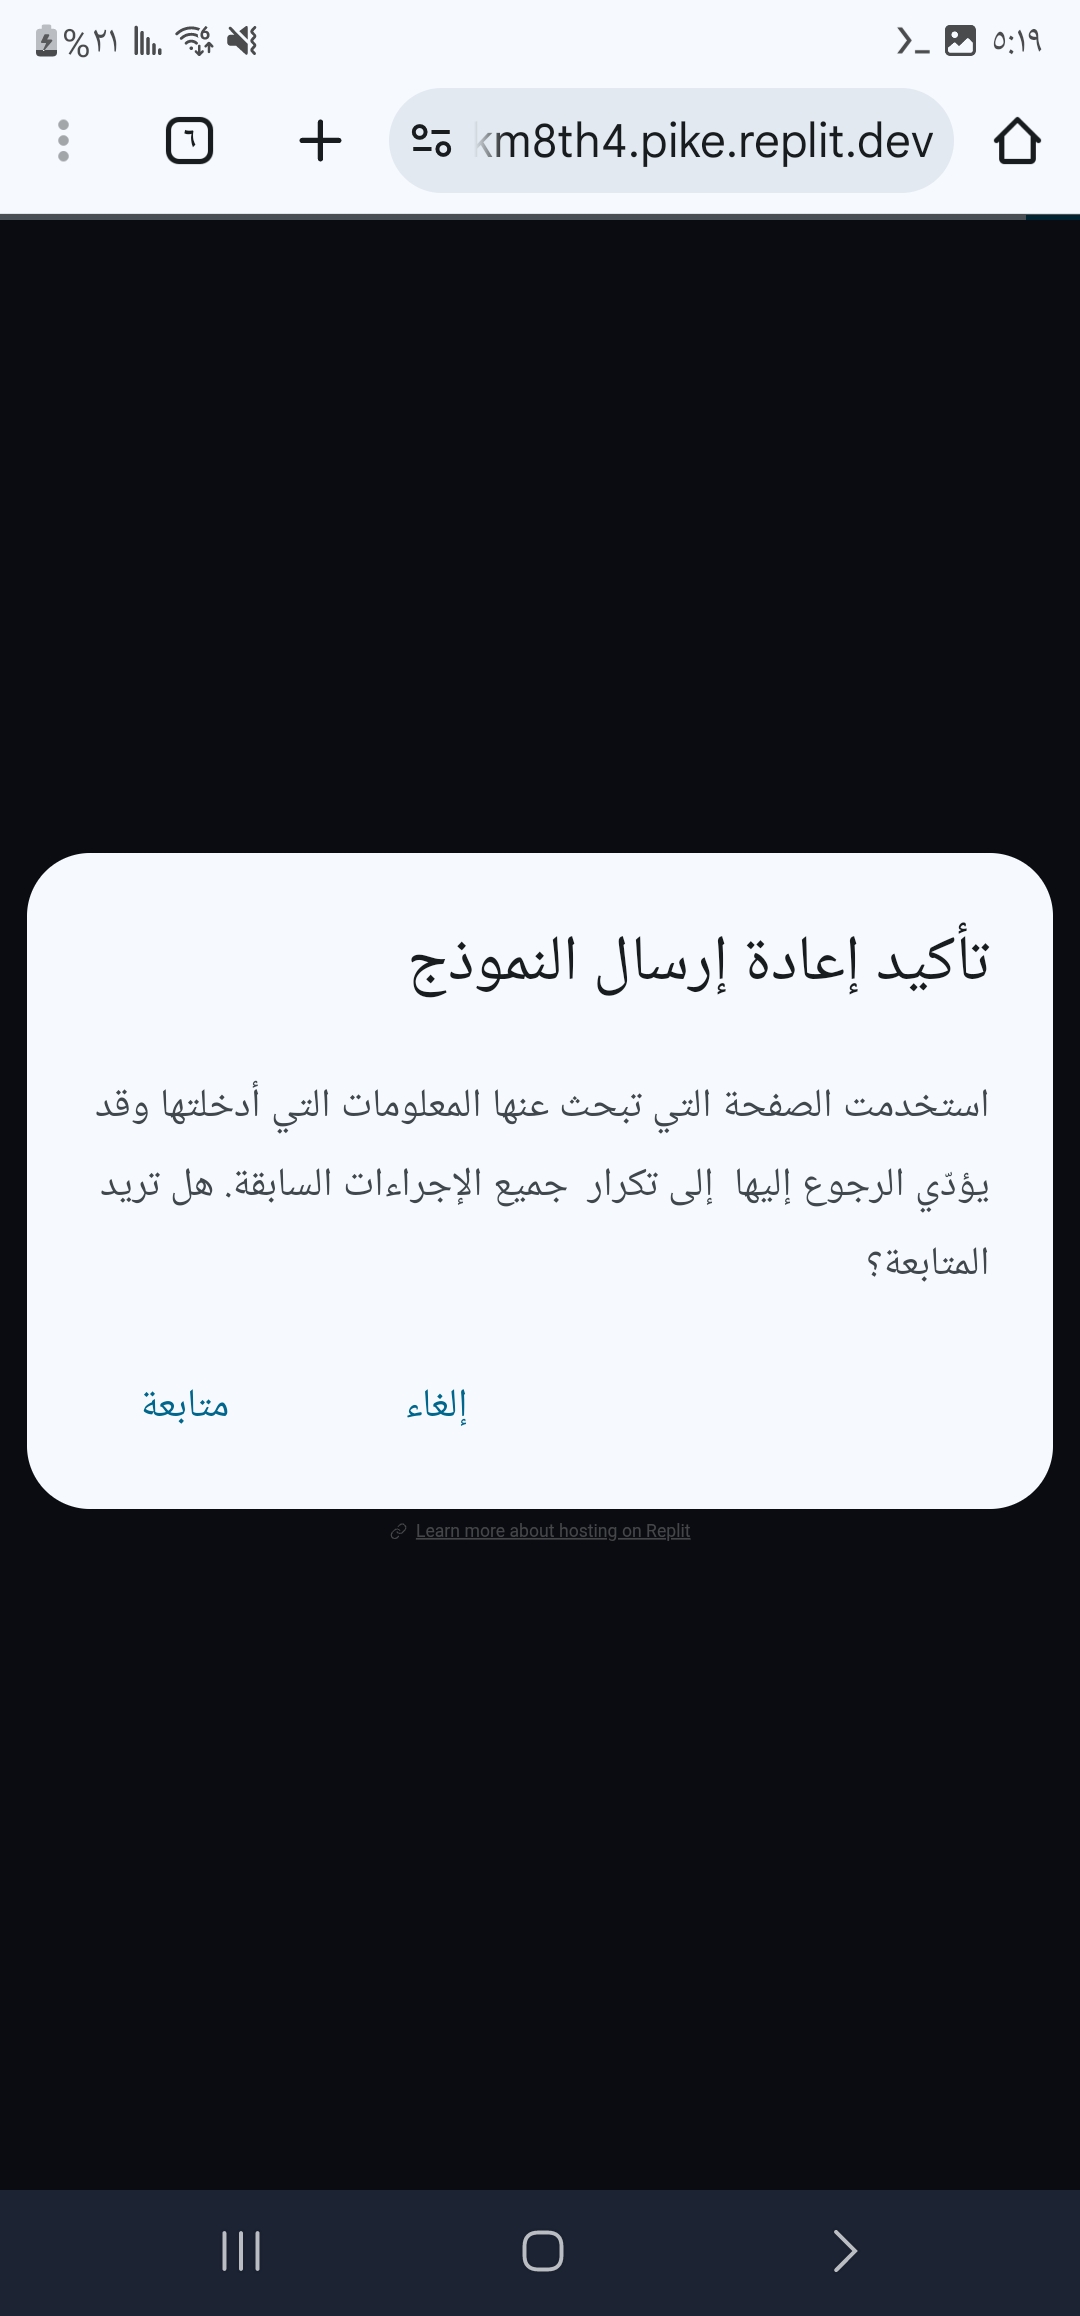 %٢١
٥:١٩
٦
km8th4.pike.replit.dev
تأكيد إعادة إرسال النموذج
استخدمت الصفحة التي تبحث عنها المعلومات التي أدخلتها وقد
يؤدّي الرجوع إليها إلى تكرار جميع الإجراءات السابقة. هل تريد
المتابعة؟
إلغاء
متابعة
Learn more about hosting on Replit